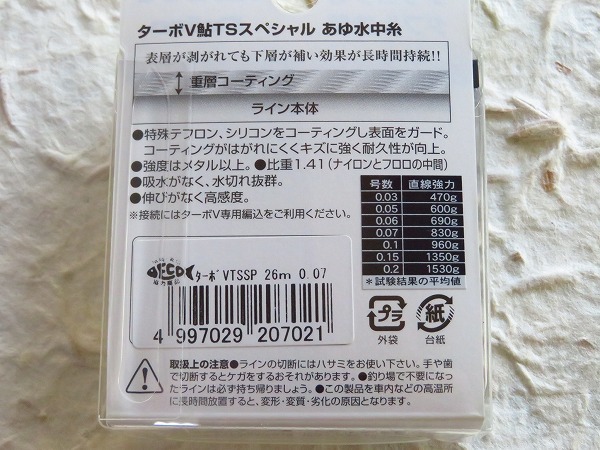 ターボV鮎TSスペシャル あゆ水中糸
表層が剥がれても下層が補い効果が長時間持続!!
重層コーティング
ライン本体
●特殊テフロン、シリコンをコーティングし表面をガード。
コーティングがはがれにくくキズに強く耐久性が向上。
●強度はメタル以上。●比重1.41(ナイロンとフロロの中間)
●吸水がなく、水切れ抜群。
●伸びがなく高感度。
※接続にはターボV専用編込をご利用ください。
号数 直線強力
0.03 470g
0.05 600g
0.06 690g
0.07 830g
0.1 960g
0.15 1350g
0.2 1530g
*試験結果の平均値
ECO
ﾀｰﾎﾞVTSSP 26m 0.07
4 997029 207021
プラ
外袋
紙
台紙
取扱上の注意●ラインの切断にはハサミをお使い下さい。手や歯
で切断するとケガをするおそれがあります。●釣り場で不要になっ
たラインは必ず持ち帰りましょう。●この製品を車内などの高温所
に長時間放置すると、変形・変質・劣化の原因となります。